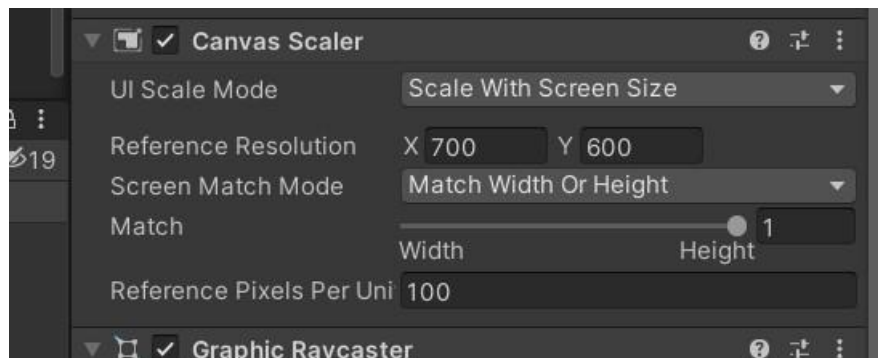 Canvas Scaler
UI Scale Mode Scale With Screen Size
19
Reference Resolution X 700 Y 600
Screen Match Mode Match Width Or Height
Match 1
Width Height
Reference Pixels Per Uni 100
Graphic Raycaster